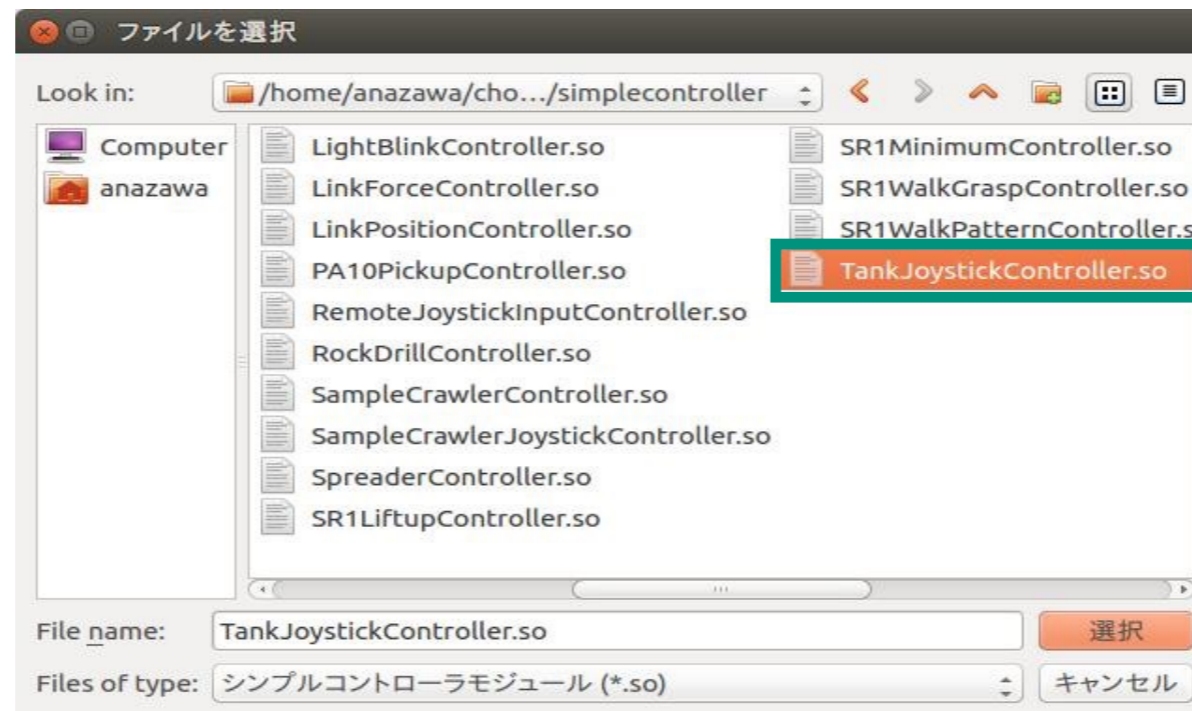 ファイルを選択
Look in:
/home/anazawa/cho.../simplecontroller
Computer
anazawa
LightBlinkController.so
LinkForceController.so
LinkPositionController.so
PA10PickupController.so
RemoteJoystickInputController.so
RockDrillController.so
SampleCrawlerController.so
SampleCrawlerJoystickController.so
SpreaderController.so
SR1LiftupController.so
SR1MinimumController.so
SR1WalkGraspController.so
SR1WalkPatternController.s
TankJoystickController.so
File name:
TankJoystickController.so
選択
Files of type:
シンプルコントローラモジュール (*.so)
キャンセル